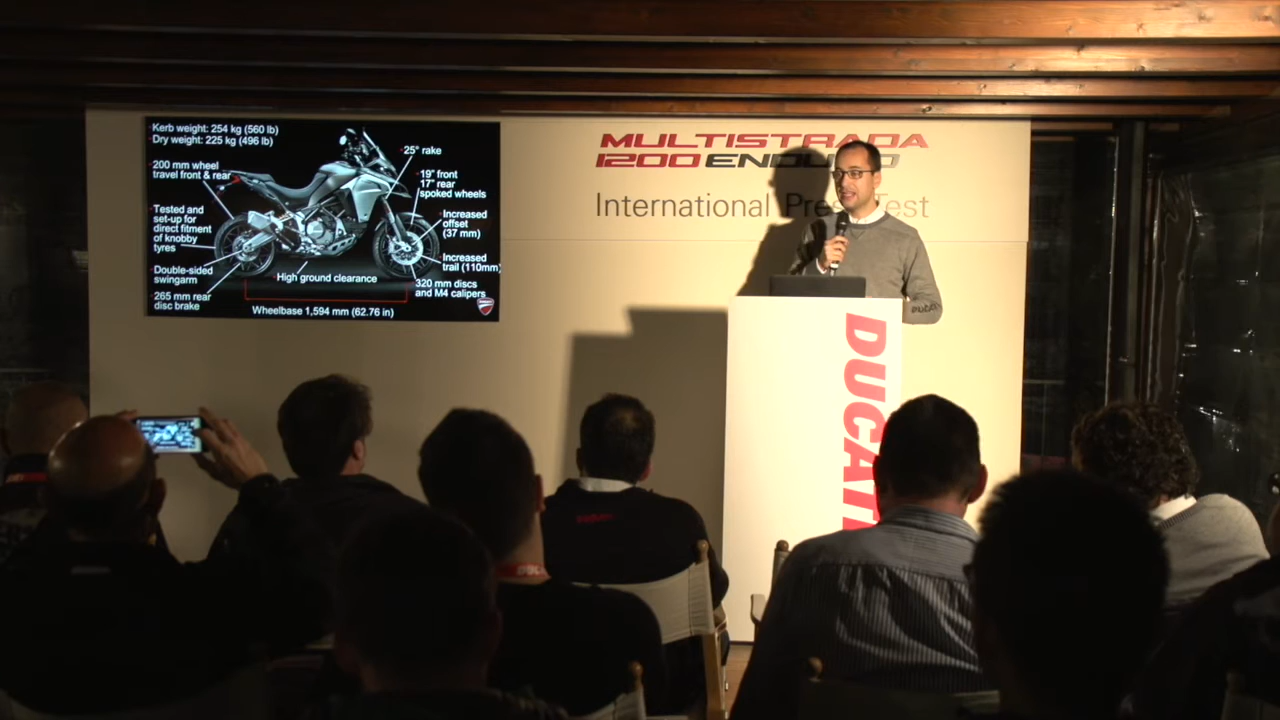 Kerb weight: 254 kg (560 lb)
Dry weight: 225 kg (496 lb)
200 mm wheel
travel front & rear
Tested and
set-up for
direct fitment
of knobby
tyres
Double-sided
swingarm
265 mm rear
disc brake
High ground clearance
Wheelbase 1,594 mm (62.76 in)
25° rake
19" front
17" rear
spoked wheels
Increased
offset
(37 mm)
Increased
trail (110mm)
320 mm discs
and M4 calipers
MULTISTRADA
1200 ENDURO
International Press Test
DUCATI
DUCATI